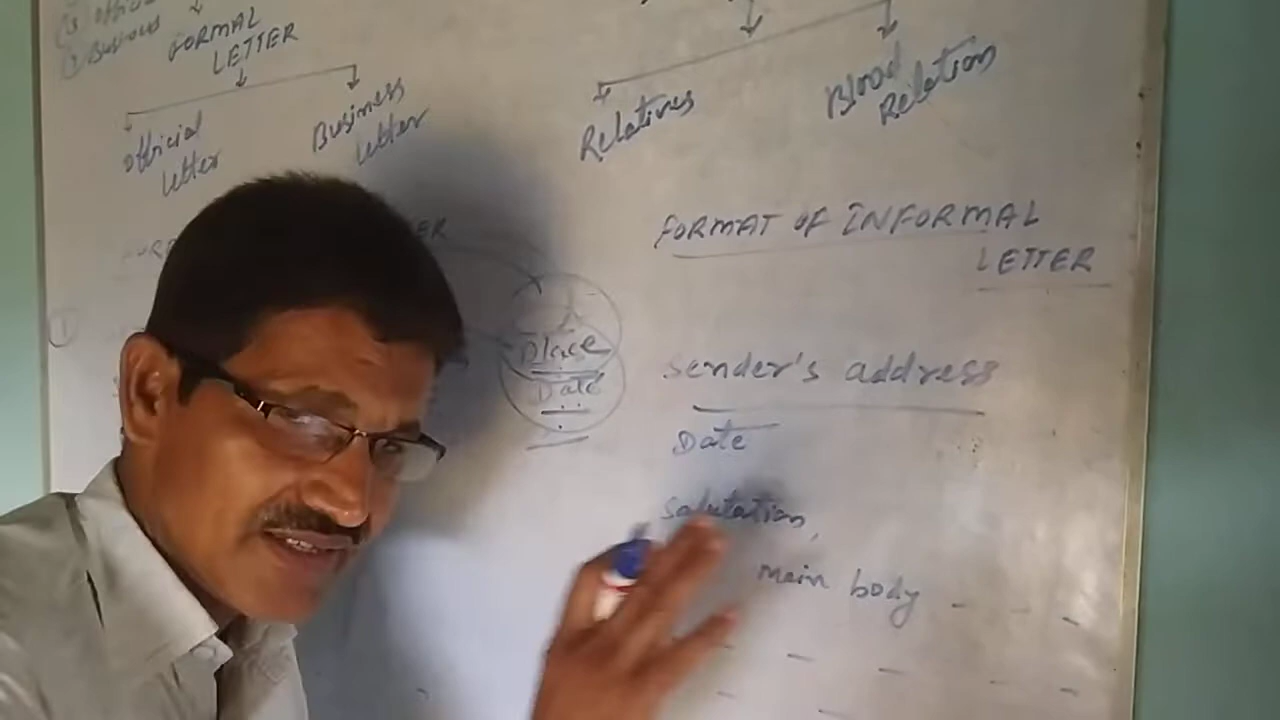 Business
FORMAL
LETTER
official
letter
Business
letter
Relatives
Blood
Relation
FORMAT OF INFORMAL
LETTER
Place
Date
Sender's address
Date
Salutation,
main body